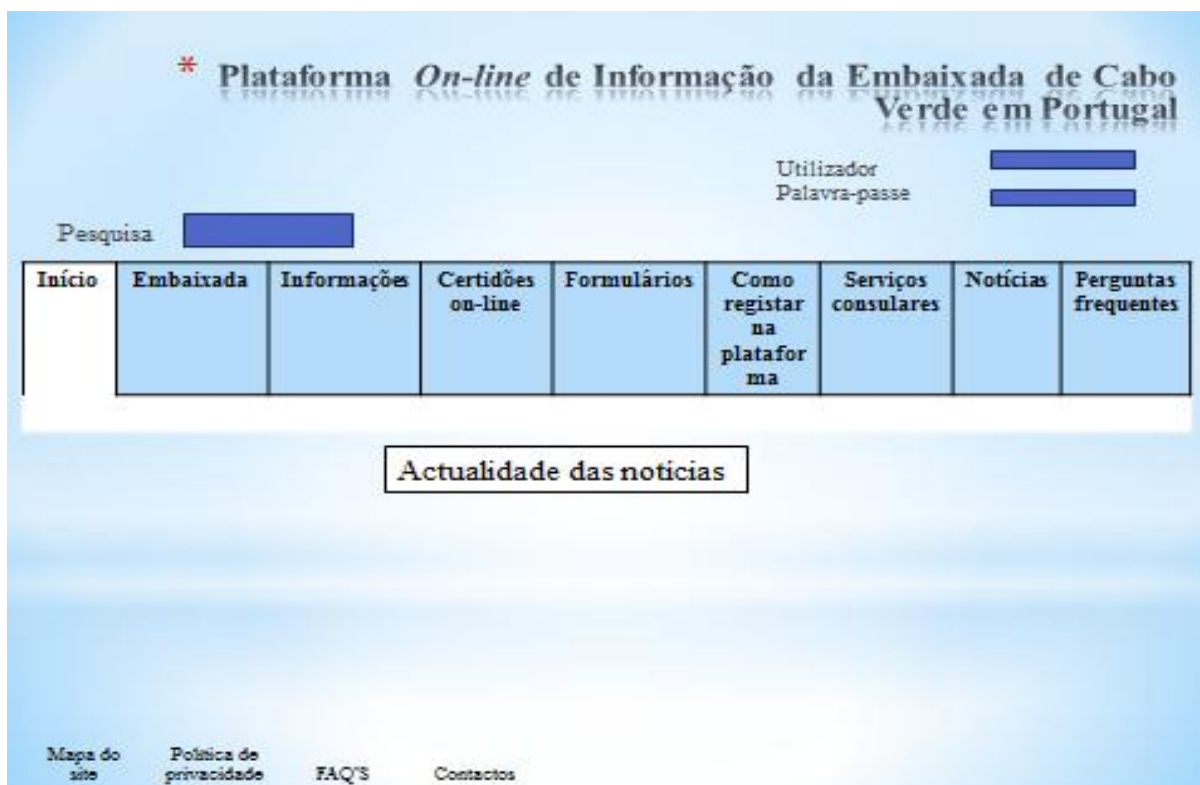 * Plataforma On-line de Informação da Embaixada de Cabo
Verde em Portugal
Utilizador
Palavra-passe
Pesquisa
Início Embaixada Informações Certidões on-line Formulários Como registar na platafor ma Serviços consulares Notícias Perguntas frequentes
Actualidade das noticias
Mapa do site Politica de privacidade FAQ'S Contactos